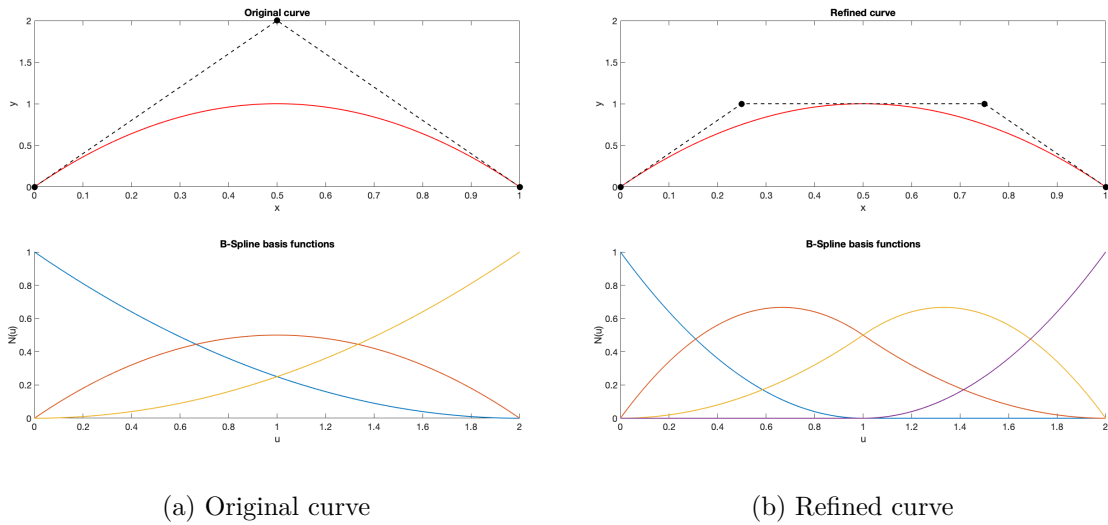 Original curve
2
1.5
1
0.5
0
y
0 0.1 0.2 0.3 0.4 0.5 0.6 0.7 0.8 0.9 1
x
B-Spline basis functions
1
0.8
0.6
0.4
0.2
0
N(u)
0 0.2 0.4 0.6 0.8 1 1.2 1.4 1.6 1.8 2
u
(a) Original curve
Refined curve
2
1.5
1
0.5
0
y
0 0.1 0.2 0.3 0.4 0.5 0.6 0.7 0.8 0.9 1
x
B-Spline basis functions
1
0.8
0.6
0.4
0.2
0
N(u)
0 0.2 0.4 0.6 0.8 1 1.2 1.4 1.6 1.8 2
u
(b) Refined curve